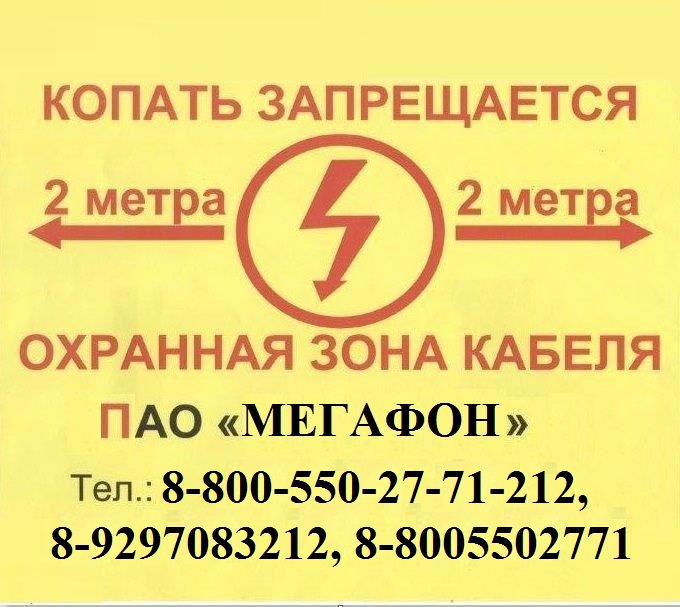 КОПАТЬ ЗАПРЕЩАЕТСЯ
2 метра 2 метра
ОХРАННАЯ ЗОНА КАБЕЛЯ
ПАО «МЕГАФОН»
Тел.: 8-800-550-27-71-212,
8-9297083212, 8-8005502771